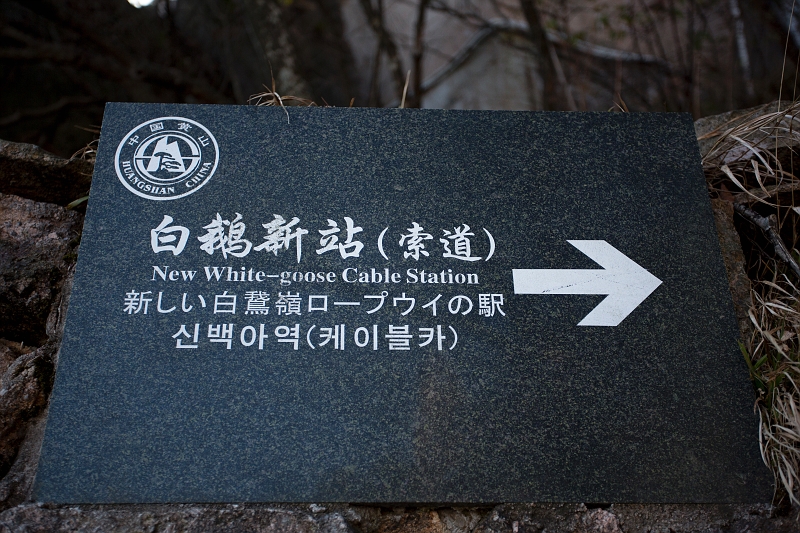 中国黄山
HUANGSHAN CHINA
白鹅新站(索道)
New White-goose Cable Station
新しい白鵞嶺ロープウイの駅
신백아역(케이블카)